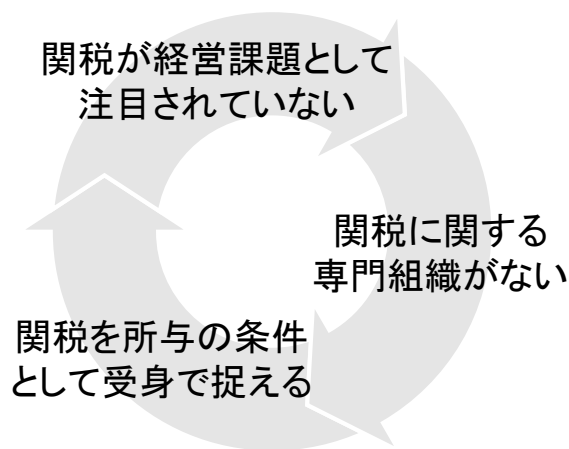 関税が経営課題として
注目されていない
関税に関する
専門組織がない
関税を所与の条件
として受身で捉える